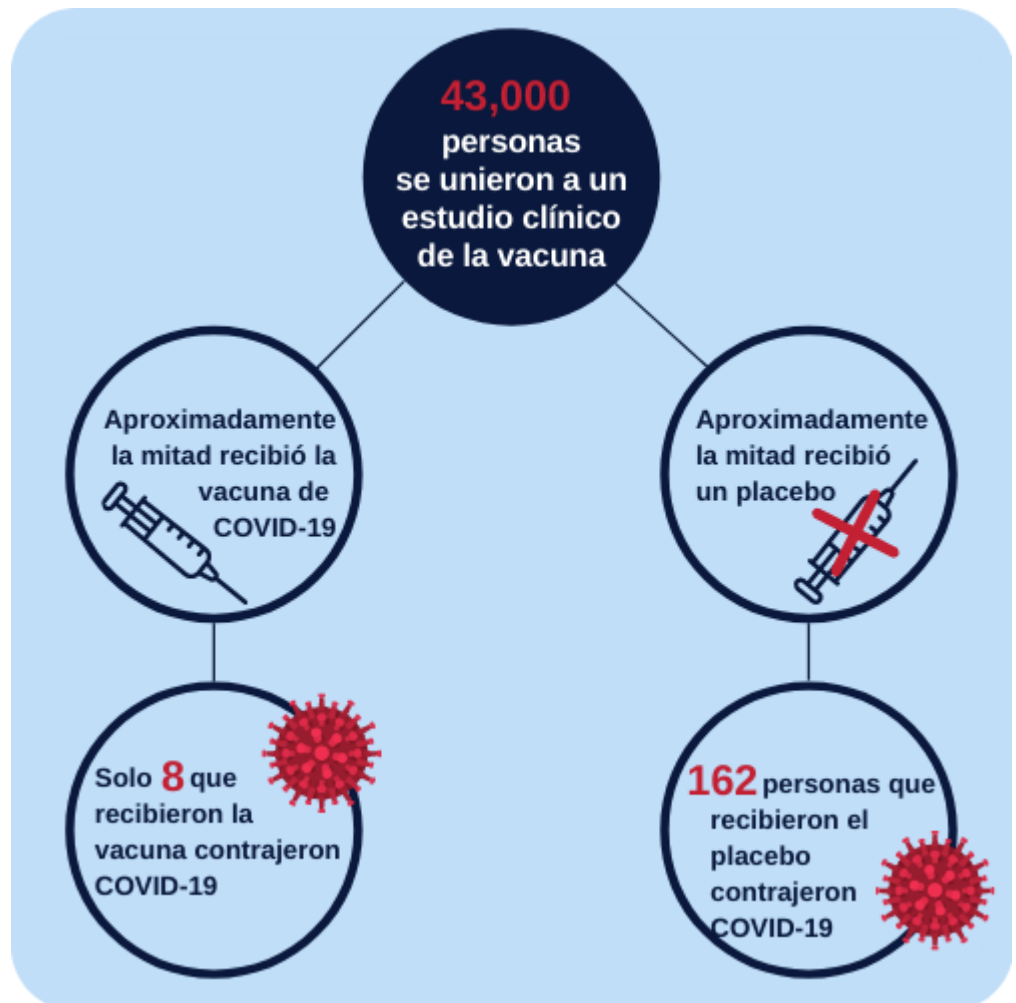 43,000
personas
se unieron a un
estudio clínico
de la vacuna
Aproximadamente
la mitad recibió la
vacuna de
COVID-19
Aproximadamente
la mitad recibió
un placebo
Solo 8 que
recibieron la
vacuna contrajeron
COVID-19
162 personas que
recibieron el
placebo
contrajeron
COVID-19